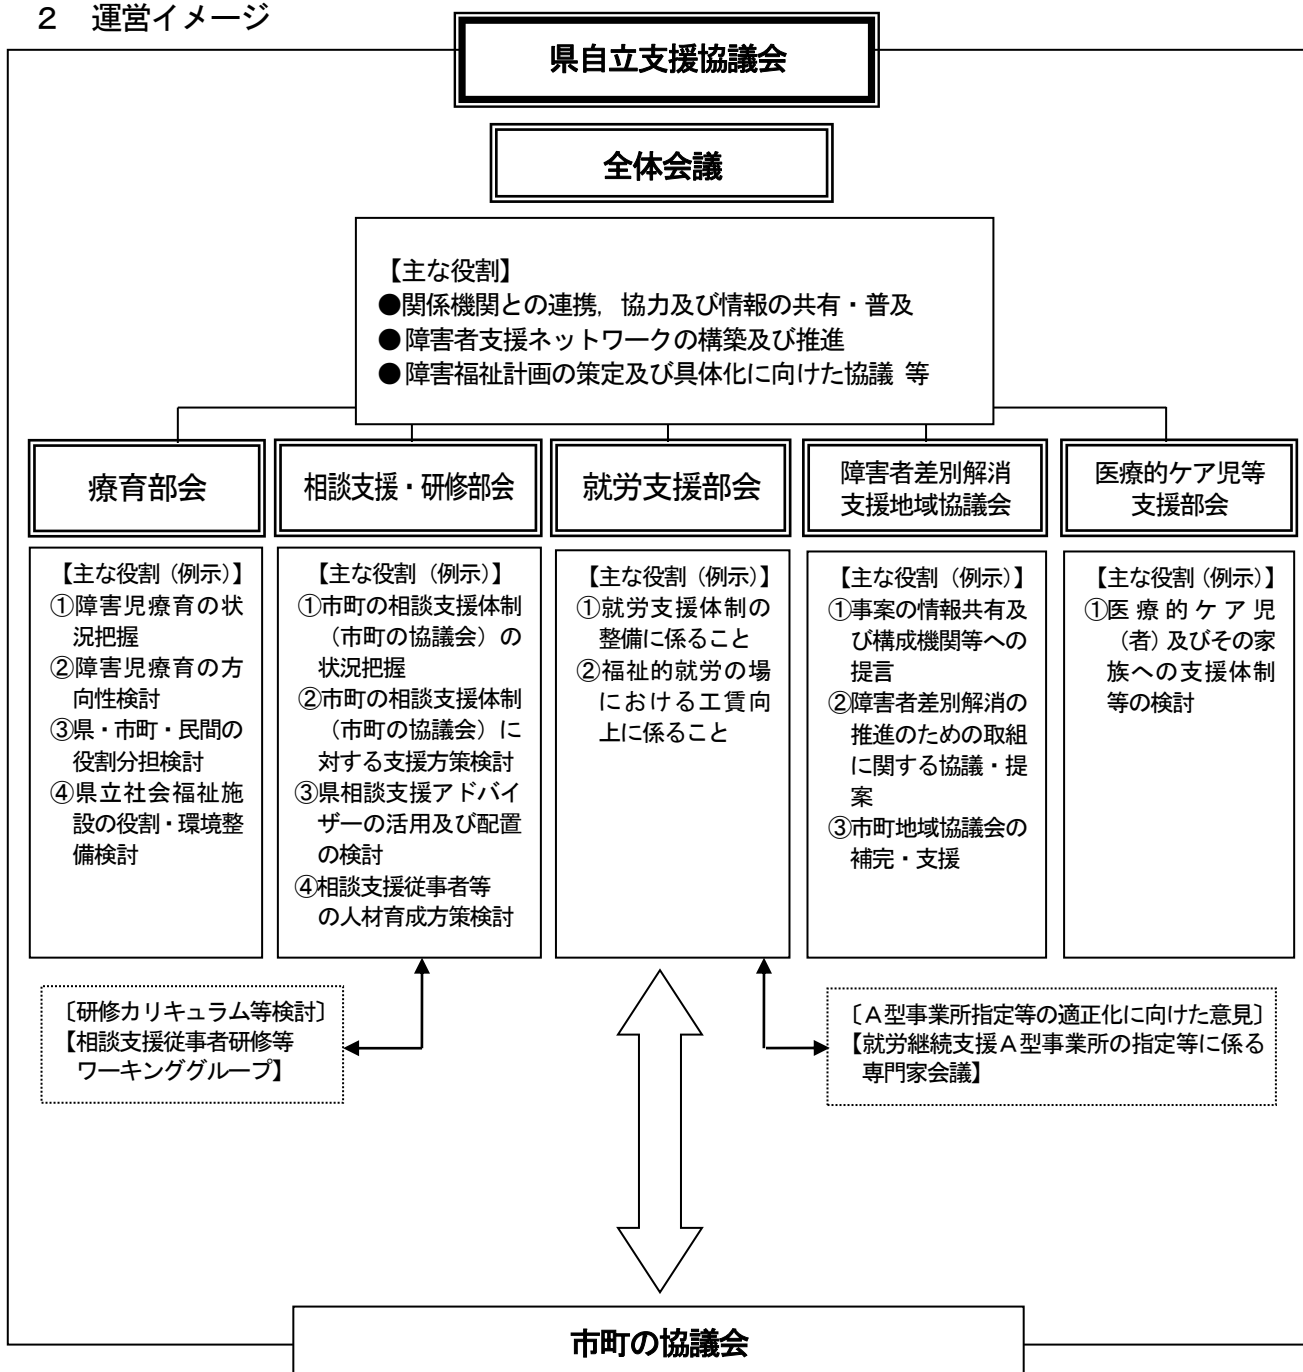 ２　運営イメージ
県自立支援協議会
全体会議
【主な役割】
●関係機関との連携，協力及び情報の共有・普及
●障害者支援ネットワークの構築及び推進
●障害福祉計画の策定及び具体化に向けた協議 等
療育部会
【主な役割（例示）】
①障害児療育の状
況把握
②障害児療育の方
向性検討
③県・市町・民間の
役割分担検討
④県立社会福祉施
設の役割・環境整
備検討
相談支援・研修部会
【主な役割（例示）】
①市町の相談支援体制
（市町の協議会）の
状況把握
②市町の相談支援体制
（市町の協議会）に
対する支援方策検討
③県相談支援アドバイ
ザーの活用及び配置
の検討
④相談支援従事者等
の人材育成方策検討
就労支援部会
【主な役割（例示）】
①就労支援体制の
整備に係ること
②福祉的就労の場
における工賃向
上に係ること
障害者差別解消
支援地域協議会
【主な役割（例示）】
①事案の情報共有及
び構成機関等への
提言
②障害者差別解消の
推進のための取組
に関する協議・提
案
③市町地域協議会の
補完・支援
医療的ケア児等
支援部会
【主な役割（例示）】
①医療的ケア児
（者）及びその家
族への支援体制
等の検討
〔研修カリキュラム等検討〕
【相談支援従事者研修等
ワーキンググループ】
〔Ａ型事業所指定等の適正化に向けた意見〕
【就労継続支援Ａ型事業所の指定等に係る
専門家会議】
市町の協議会